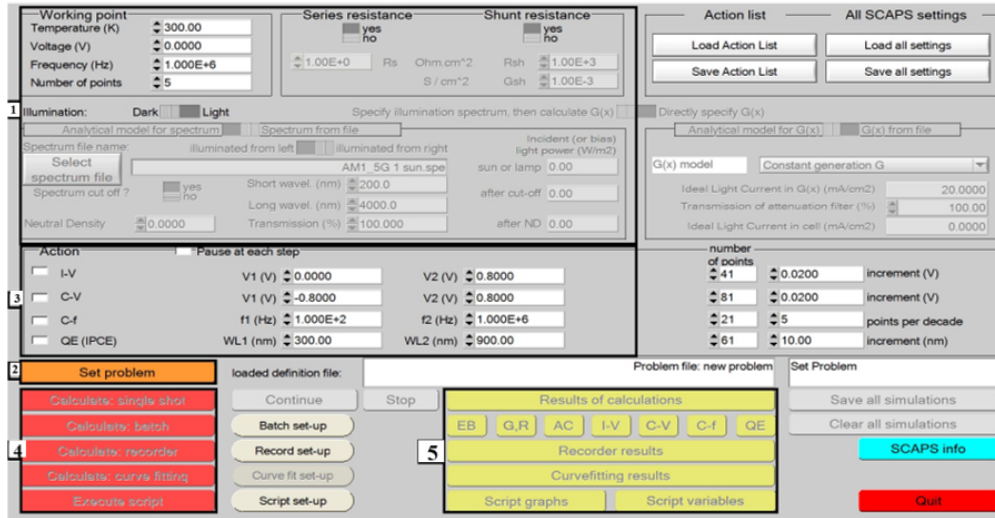 Working point
Temperature (K) 300.00
Voltage (V) 0.0000
Frequency (Hz) 1.000E+6
Number of points 5
Series resistance Shunt resistance
yes yes
no no
1.00E+0 Rs Ohm.cm^2 Rsh 1.00E+3
S / cm^2 Gsh 1.00E-3
Action list All SCAPS settings
Load Action List Load all settings
Save Action List Save all settings
1 Illumination: Dark Light Specify illumination spectrum, then calculate G(x) Directly specify G(x)
Analytical model for spectrum Spectrum from file
Spectrum file name: illuminated from left illuminated from right
Incident (or bias)
light power (W/m2)
Select
spectrum file
AM1_5G 1 sun.spe sun or lamp 0.00
Spectrum cut off ? yes
no
Short wavel. (nm) 200.0
Long wavel. (nm) 4000.0
after cut-off 0.00
Neutral Density 0.0000 Transmission (%) 100.000 after ND 0.00
Analytical model for G(x) G(x) from file
G(x) model Constant generation G
Ideal Light Current in G(x) (mA/cm2) 20.0000
Transmission of attenuation filter (%) 100.00
Ideal Light Current in cell (mA/cm2) 0.0000
3
Action Pause at each step number
of points
I-V V1 (V) 0.0000 V2 (V) 0.8000 41 0.0200 increment (V)
C-V V1 (V) -0.8000 V2 (V) 0.8000 81 0.0200 increment (V)
C-f f1 (Hz) 1.000E+2 f2 (Hz) 1.000E+6 21 5 points per decade
QE (IPCE) WL1 (nm) 300.00 WL2 (nm) 900.00 61 10.00 increment (nm)
2 Set problem loaded definition file: Problem file: new problem Set Problem
4
Calculate: single shot Continue Stop Results of calculations Save all simulations
Calculate: batch Batch set-up EB G,R AC I-V C-V C-f QE Clear all simulations
Calculate: recorder Record set-up 5 Recorder results SCAPS info
Calculate: curve fitting Curve fit set-up Curvefitting results
Execute script Script set-up Script graphs Script variables Quit